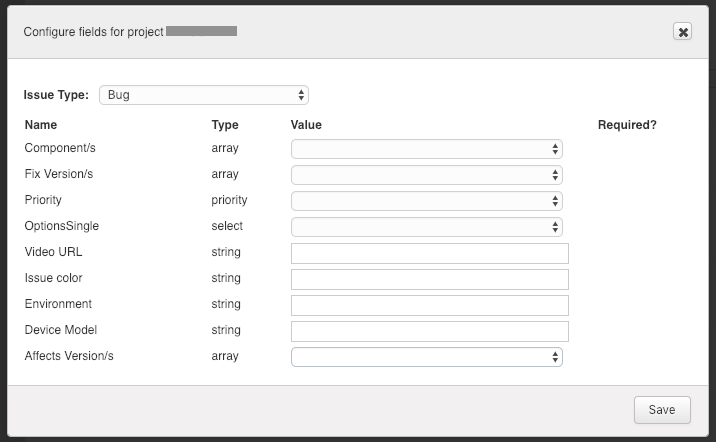 Configure fields for project
Issue Type: Bug
Name Type Value Required?
Component/s array
Fix Version/s array
Priority priority
OptionsSingle select
Video URL string
Issue color string
Environment string
Device Model string
Affects Version/s array
Save